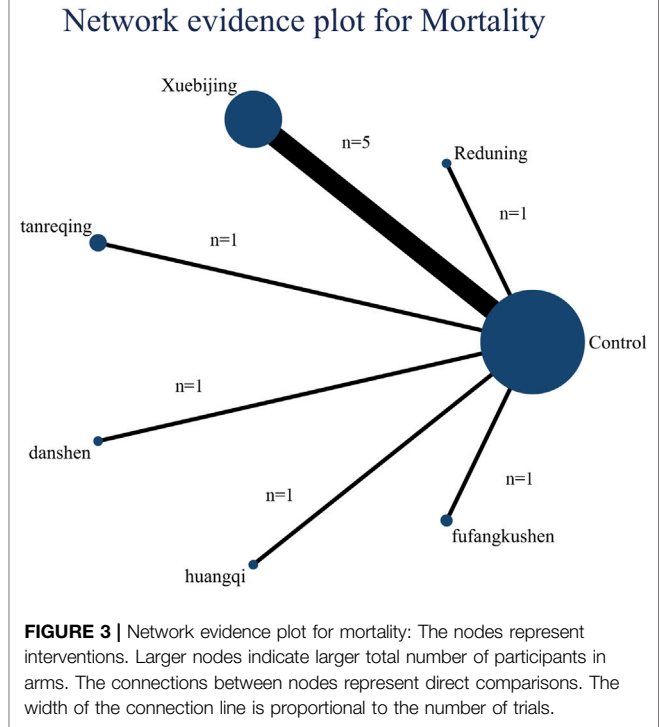 Network evidence plot for Mortality
Xuebijing
n=5
Reduning
n=1
tanreqing
n=1
Control
n=1
danshen
n=1
n=1
fufangkushen
huangqi
FIGURE 3 | Network evidence plot for mortality: The nodes represent
interventions. Larger nodes indicate larger total number of participants in
arms. The connections between nodes represent direct comparisons. The
width of the connection line is proportional to the number of trials.